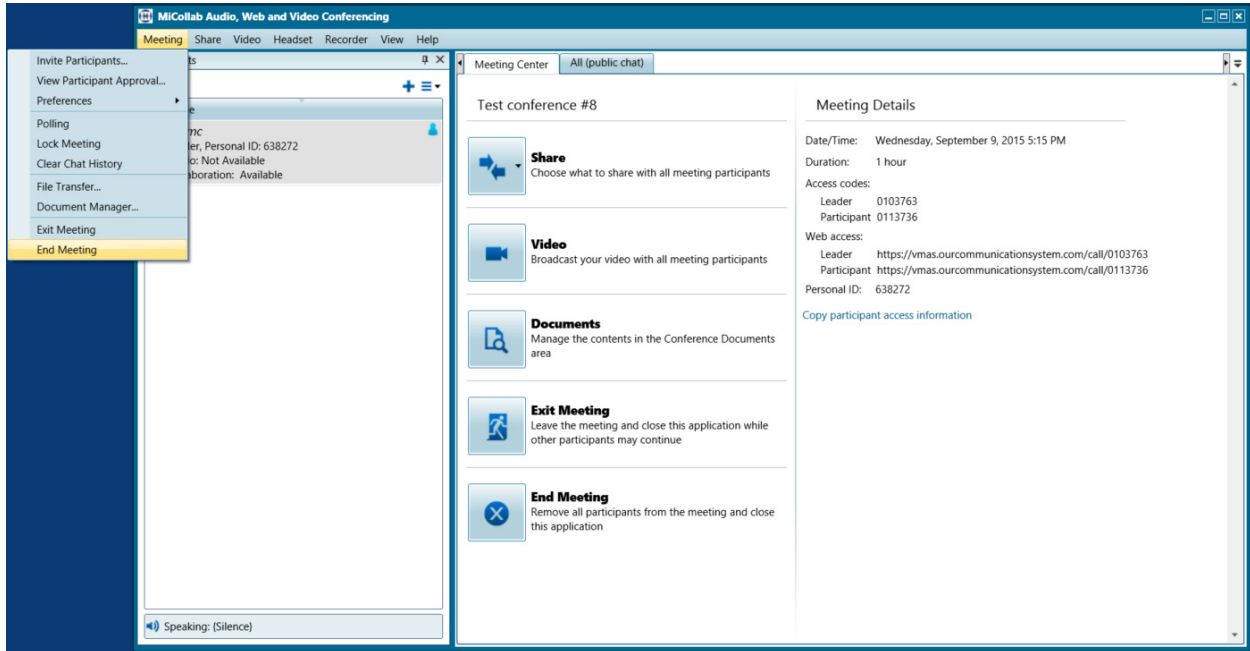 MiCollab Audio, Web and Video Conferencing
Meeting Share Video Headset Recorder View Help
Invite Participants...
View Participant Approval...
Preferences
Polling
Lock Meeting
Clear Chat History
File Transfer...
Document Manager...
Exit Meeting
End Meeting
Personal ID: 638272
Not Available
Available
Speaking: {Silence}
Meeting Center All (public chat)
Test conference #8
Share
Choose what to share with all meeting participants
Video
Broadcast your video with all meeting participants
Documents
Manage the contents in the Conference Documents
area
Exit Meeting
Leave the meeting and close this application while
other participants may continue
End Meeting
Remove all participants from the meeting and close
this application
Meeting Details
Date/Time: Wednesday, September 9, 2015 5:15 PM
Duration: 1 hour
Access codes:
Leader 0103763
Participant 0113736
Web access:
Leader https://vmas.ourcommunicationsystem.com/call/0103763
Participant https://vmas.ourcommunicationsystem.com/call/0113736
Personal ID: 638272
Copy participant access information